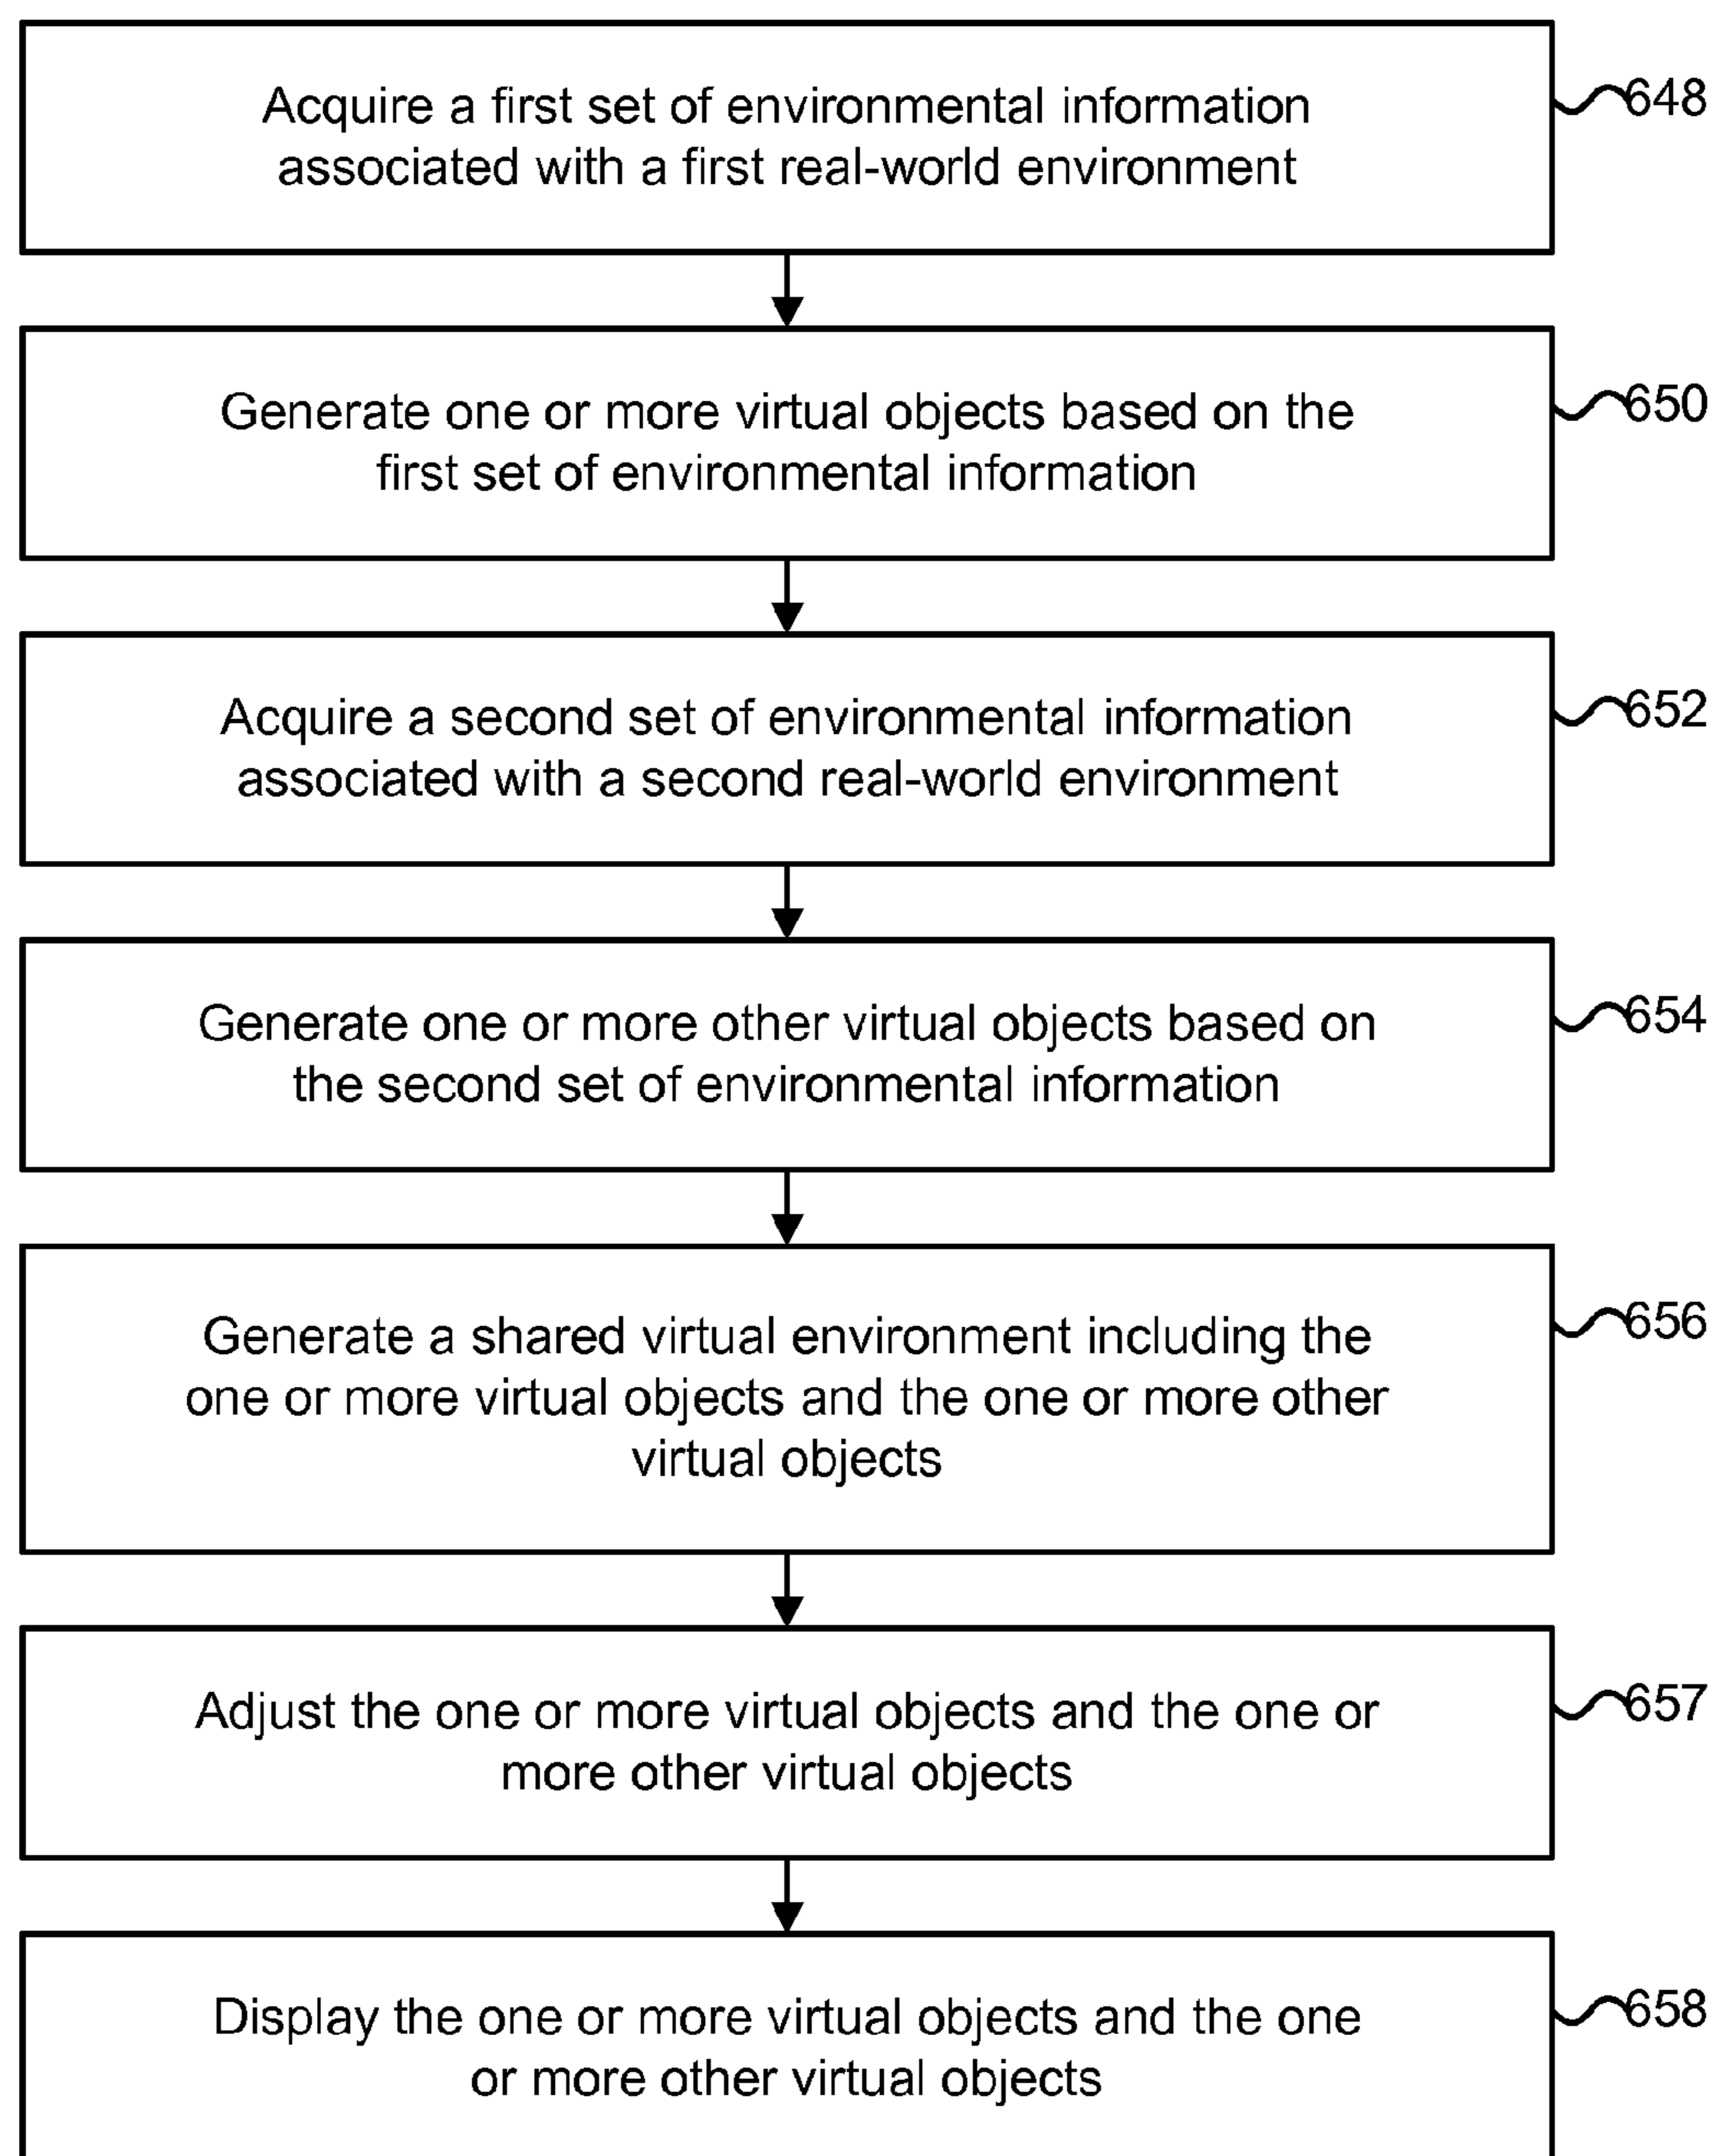 Acquire a first set of environmental information
associated with a first real-world environment
648
Generate one or more virtual objects based on the
first set of environmental information
650
Acquire a second set of environmental information
associated with a second real-world environment
652
Generate one or more other virtual objects based on
the second set of environmental information
654
Generate a shared virtual environment including the
one or more virtual objects and the one or more other
virtual objects
656
Adjust the one or more virtual objects and the one or
more other virtual objects
657
Display the one or more virtual objects and the one
or more other virtual objects
658